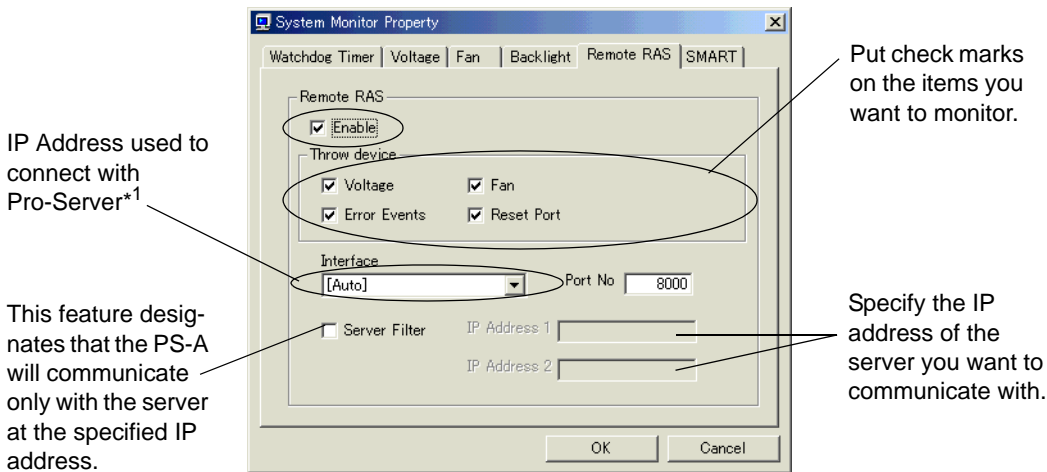 System Monitor Property
Watchdog Timer Voltage Fan Backlight Remote RAS SMART
Remote RAS
Enable
Throw device
Voltage Fan
Error Events Reset Port
Interface
[Auto] Port No 8000
Server Filter IP Address 1
IP Address 2
OK Cancel
IP Address used to
connect with
Pro-Server*1
This feature desig-
nates that the PS-A
will communicate
only with the server
at the specified IP
address.
Put check marks
on the items you
want to monitor.
Specify the IP
address of the
server you want to
communicate with.